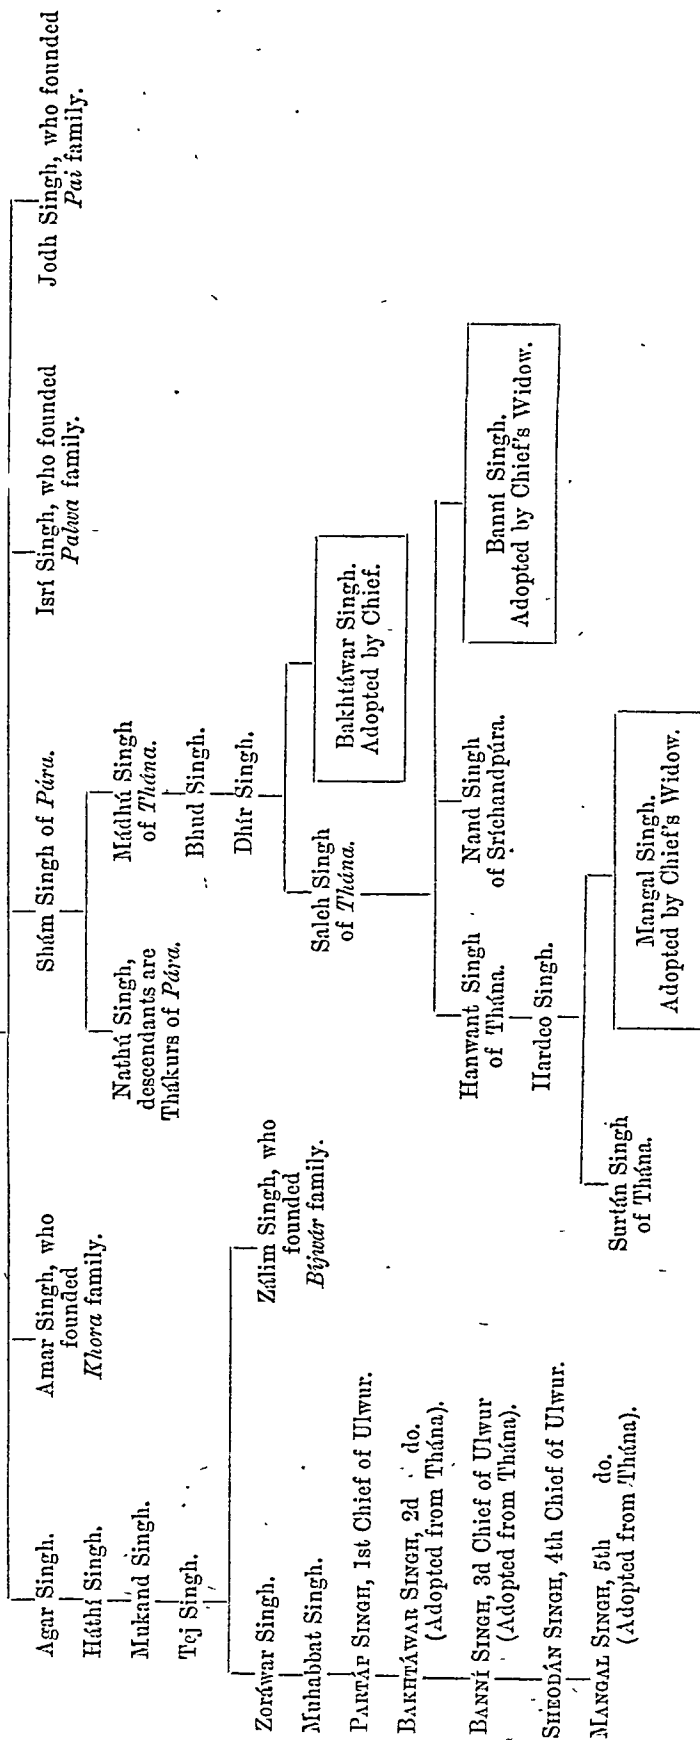 Agar Singh.
Háthí Singh.
Mukand Singh.
Tej Singh.
Zoráwar Singh.
Muhabbat Singh.
PARTÁP SINGH, 1st Chief of Ulwur.
BAKHTÁWAR SINGH, 2d do.
(Adopted from Thána).
BANNÍ SINGH, 3d Chief of Ulwur
(Adopted from Thána).
SHEODÁN SINGH, 4th Chief of Ulwur.
MANGAL SINGH, 5th do.
(Adopted from Thána).
Zálim Singh, who
founded
Bijwár family.
Amar Singh, who
founded
Khora family.
Shám Singh of Pára.
Nathú Singh,
descendants are
Thákurs of Pára.
Mádhú Singh
of Thána.
Bhud Singh.
Dhír Singh.
Saleh Singh
of Thána.
Bakhtáwar Singh.
Adopted by Chief.
Hanwant Singh
of Thána.
Hardeo Singh.
Surtán Singh
of Thána.
Mangal Singh.
Adopted by Chief's Widow.
Nand Singh
of Sríchandpúra.
Banní Singh.
Adopted by Chief's Widow.
Isrí Singh, who founded
Palwa family.
Jodh Singh, who founded
Pai family.